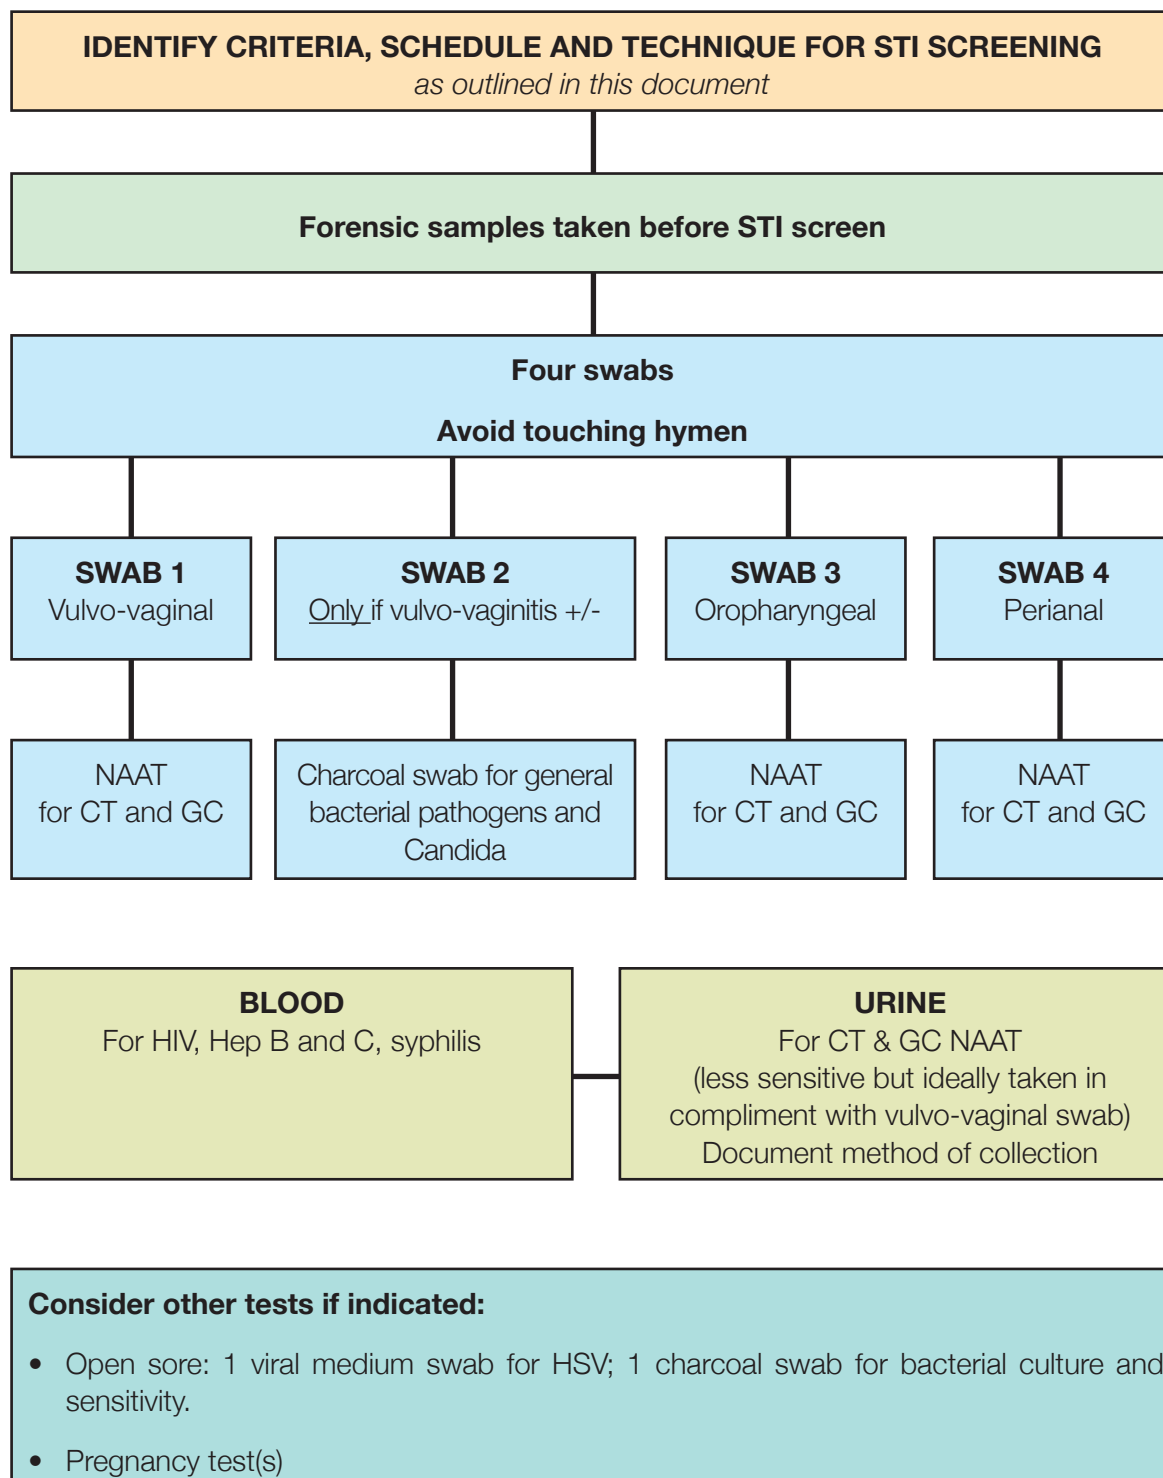 IDENTIFY CRITERIA, SCHEDULE AND TECHNIQUE FOR STI SCREENING
as outlined in this document
Forensic samples taken before STI screen
Four swabs
Avoid touching hymen
SWAB 1
Vulvo-vaginal
SWAB 2
Only if vulvo-vaginitis +/-
SWAB 3
Oropharyngeal
SWAB 4
Perianal
NAAT
for CT and GC
Charcoal swab for general
bacterial pathogens and
Candida
NAAT
for CT and GC
NAAT
for CT and GC
BLOOD
For HIV, Hep B and C, syphilis
URINE
For CT & GC NAAT
(less sensitive but ideally taken in
compliment with vulvo-vaginal swab)
Document method of collection
Consider other tests if indicated:
• Open sore: 1 viral medium swab for HSV; 1 charcoal swab for bacterial culture and
sensitivity.
• Pregnancy test(s)